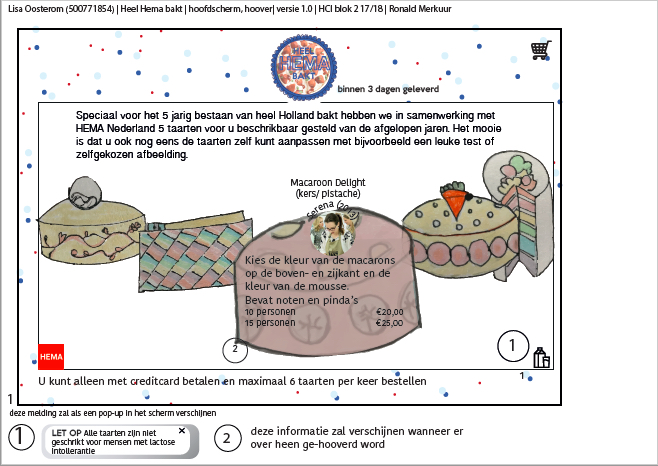 Lisa Oosterom (500771854) | Heel Hema bakt | hoofdscherm, hoover| versie 1.0 | HCI blok 2 17/18 | Ronald Merkuur
HEEL
HEMA
BAKT
binnen 3 dagen geleverd
Speciaal voor het 5 jarig bestaan van heel Holland bakt hebben we in samenwerking met
HEMA Nederland 5 taarten voor u beschikbaar gesteld van de afgelopen jaren. Het mooie
is dat u ook nog eens de taarten zelf kunt aanpassen met bijvoorbeeld een leuke test of
zelfgekozen afbeelding.
Macaroon Delight
(kers/ pistache)
Serena (2013)
Kies de kleur van de macarons
op de boven- en zijkant en de
kleur van de mousse.
Bevat noten en pinda's
10 personen €20,00
15 personen €25,00
HEMA
2
1
1
U kunt alleen met creditcard betalen en maximaal 6 taarten per keer bestellen
1
deze melding zal als een pop-up in het scherm verschijnen
1
LET OP Alle taarten zijn niet
geschrikt voor mensen met lactose
intollerantie
2
deze informatie zal verschijnen wanneer er
over heen ge-hooverd word